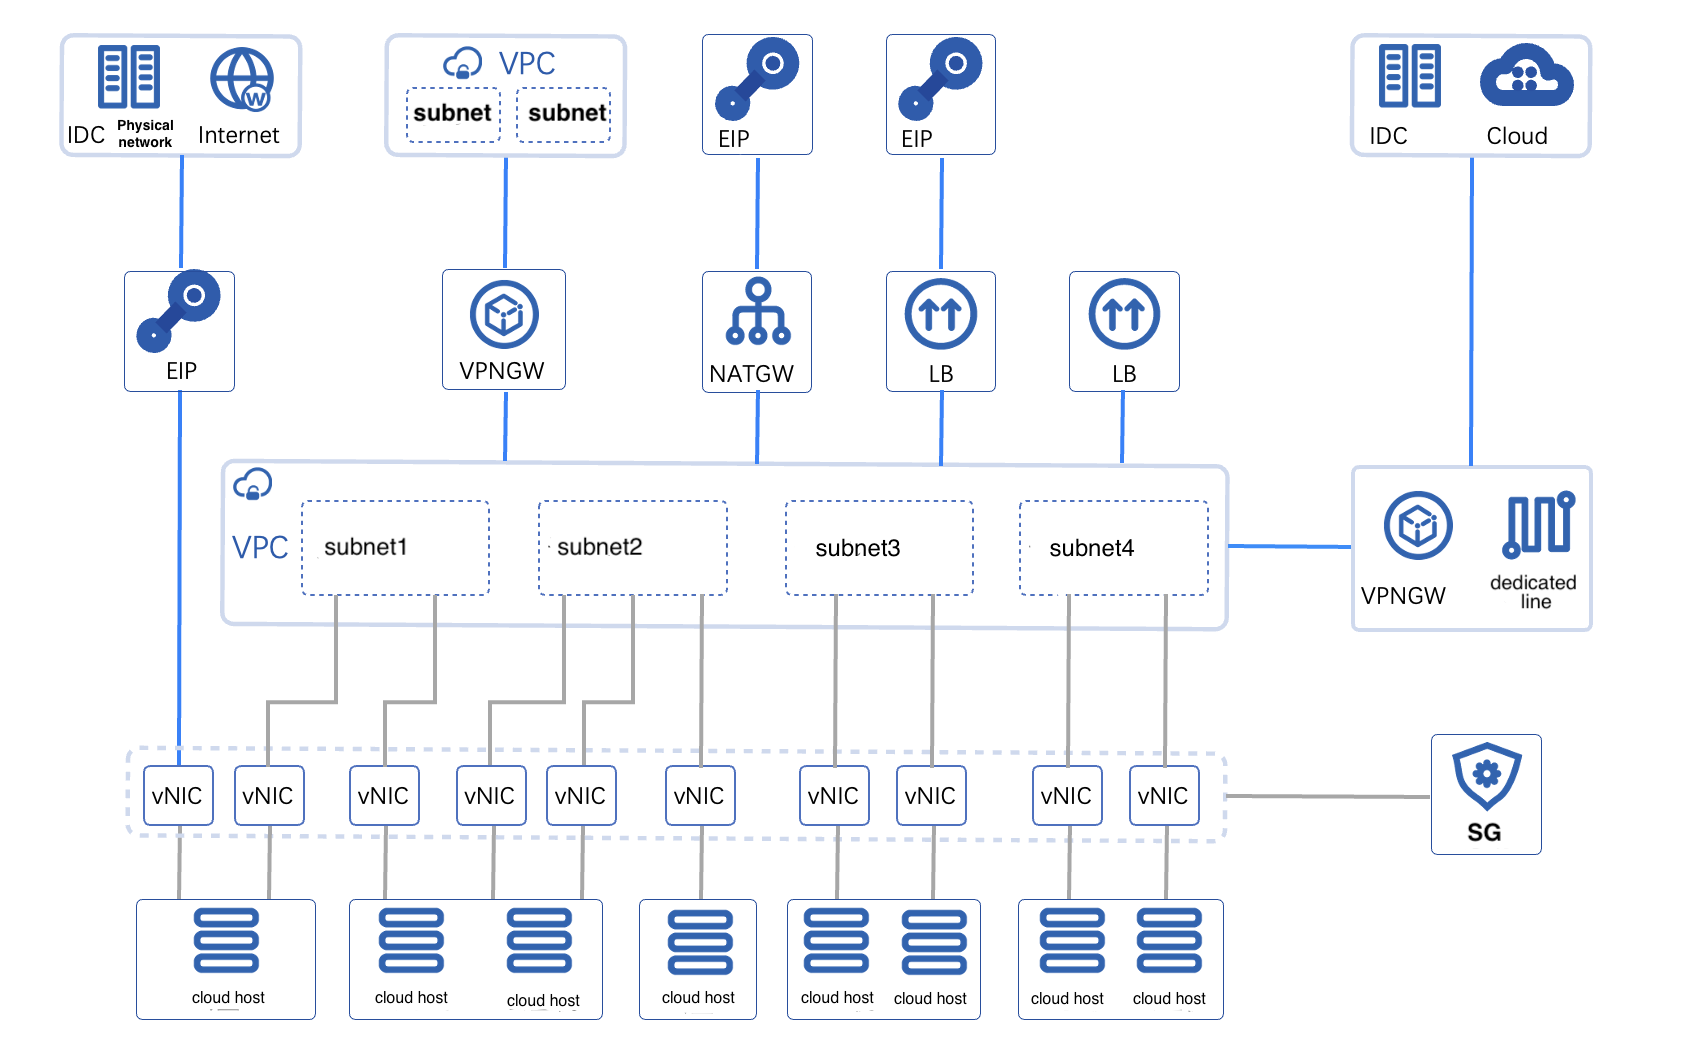 IDC
Physical
network
Internet
VPC
subnet
subnet
EIP
EIP
IDC
Cloud
EIP
VPNGW
NATGW
LB
LB
VPC
subnet1
subnet2
subnet3
subnet4
VPNGW
dedicated
line
vNIC
vNIC
vNIC
vNIC
vNIC
vNIC
vNIC
vNIC
vNIC
vNIC
SG
cloud host
cloud host
cloud host
cloud host
cloud host
cloud host
cloud host
cloud host